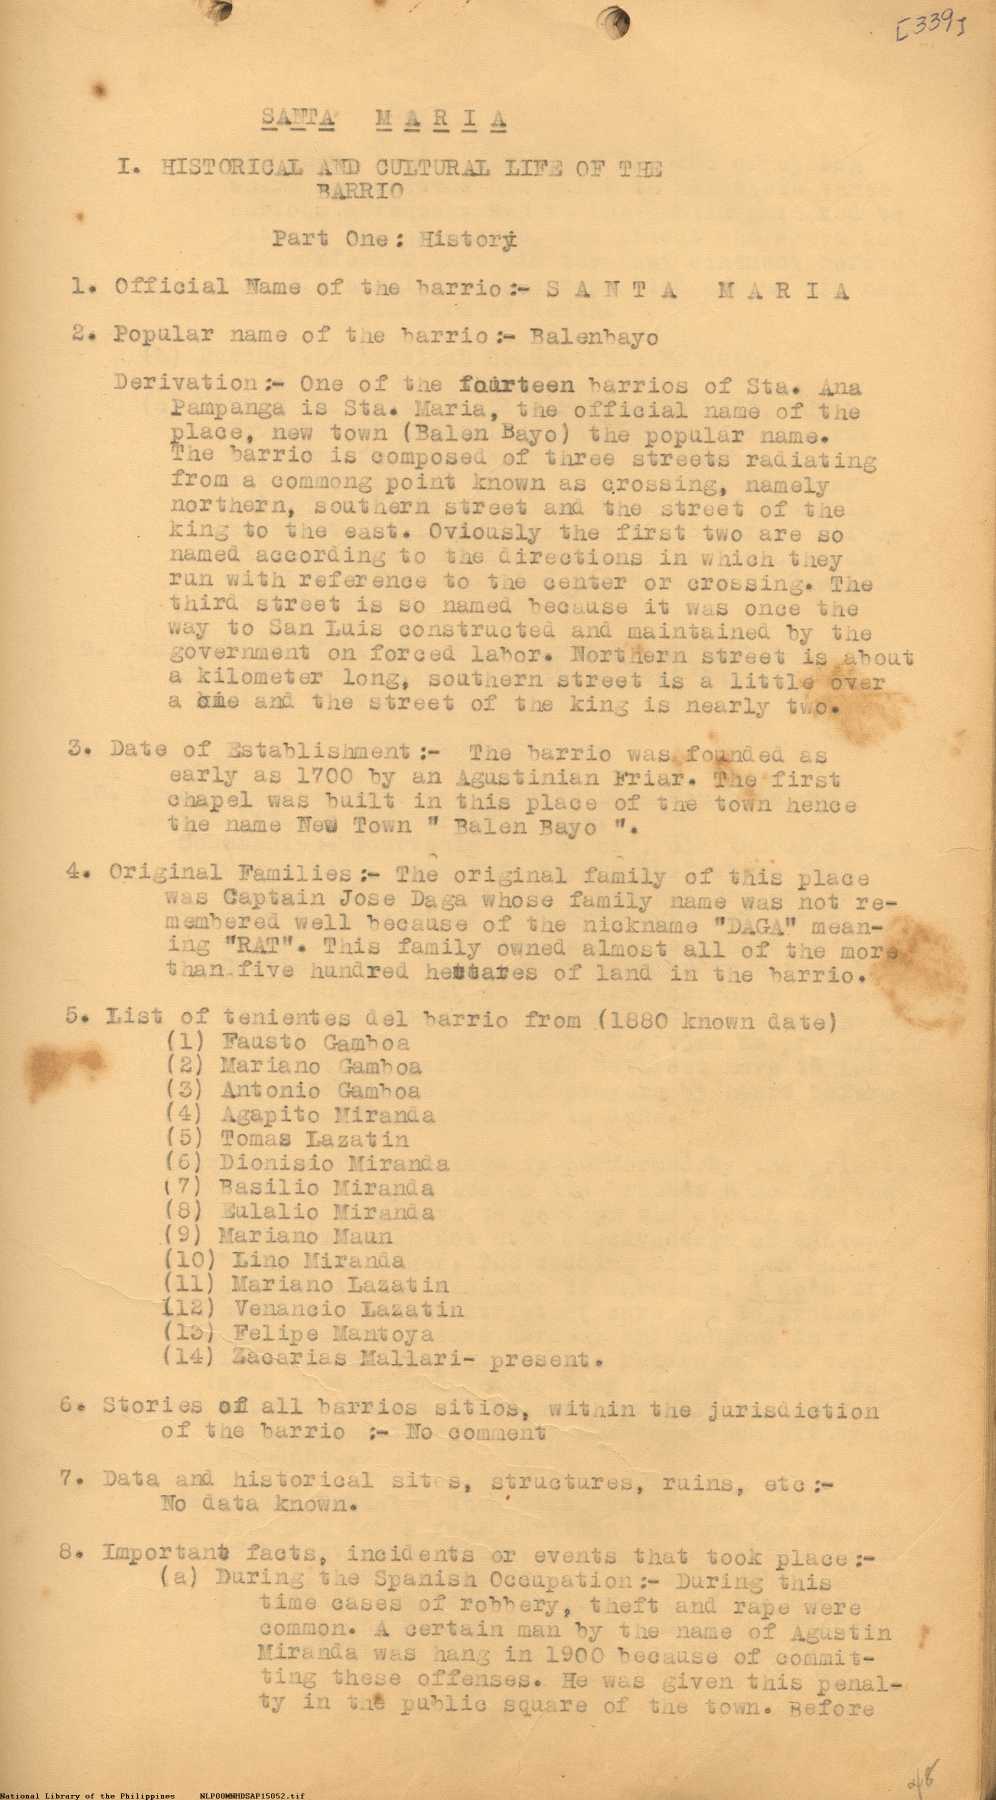 [339]
SANTA M A R I A
I. HISTORICAL AND CULTURAL LIFE OF THE
BARRIO
Part One: History
1. Official Name of the barrio:- S A N T A M A R I A
2. Popular name of the barrio:- Balenbayo
Derivation:- One of the fourteen barrios of Sta. Ana
Pampanga is Sta. Maria, the official name of the
place, new town (Balen Bayo) the popular name.
The barrio is composed of three streets radiating
from a commong point known as crossing, namely
northern, southern street and the street of the
king to the east. Oviously the first two are so
named according to the directions in which they
run with reference to the center or crossing. The
third street is so named because it was once the
way to San Luis constructed and maintained by the
government on forced labor. Northern street is about
a kilometer long, southern street is a little over
a one and the street of the king is nearly two.
3. Date of Establishment:- The barrio was founded as
early as 1700 by an Agustinian Friar. The first
chapel was built in this place of the town hence
the name New Town " Balen Bayo ".
4. Original Families:- The original family of this place
was Captain Jose Daga whose family name was not re-
membered well because of the nickname "DAGA" mean-
ing "RAT". This family owned almost all of the more
than five hundred hectares of land in the barrio.
5. List of tenientes del barrio from (1880 known date)
(1) Fausto Gamboa
(2) Mariano Gamboa
(3) Antonio Gamboa
(4) Agapito Miranda
(5) Tomas Lazatin
(6) Dionisio Miranda
(7) Basilio Miranda
(8) Eulalio Miranda
(9) Mariano Maun
(10) Lino Miranda
(11) Mariano Lazatin
(12) Venancio Lazatin
(13) Felipe Mantoya
(14) Zacarias Mallari- present.
6. Stories of all barrios sitios, within the jurisdiction
of the barrio :- No comment
7. Data and historical sites, structures, ruins, etc:-
No data known.
8. Important facts, incidents or events that took place:-
(a) During the Spanish Occupation:- During this
time cases of robbery, theft and rape were
common. A certain man by the name of Agustin
Miranda was hang in 1900 because of commit-
ting these offenses. He was given this penal-
ty in the public square of the town. Before
48
National Library of the Philippines NLPOOMNHDSAP15052.tif